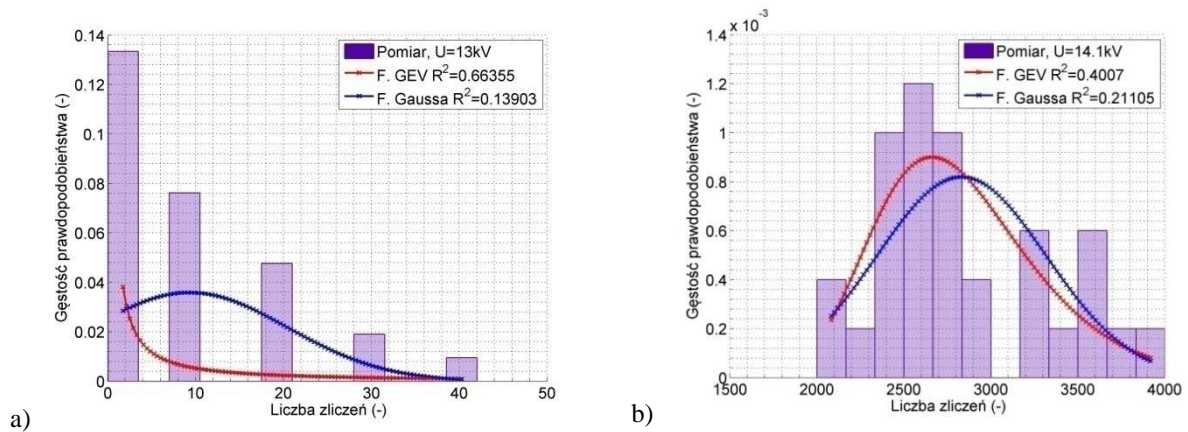 Pomiar, U=13kV
F. GEV R²=0.66355
F. Gaussa R²=0.13903
Gęstość prawdopodobieństwa (-)
0.14
0.12
0.1
0.08
0.06
0.04
0.02
0
0 10 20 30 40 50
Liczba zliczeń (-)
a)
x 10⁻³
Pomiar, U=14.1kV
F. GEV R²=0.4007
F. Gaussa R²=0.21105
Gęstość prawdopodobieństwa (-)
1.4
1.2
1
0.8
0.6
0.4
0.2
0.2
1500 2000 2500 3000 3500 4000
Liczba zliczeń (-)
b)